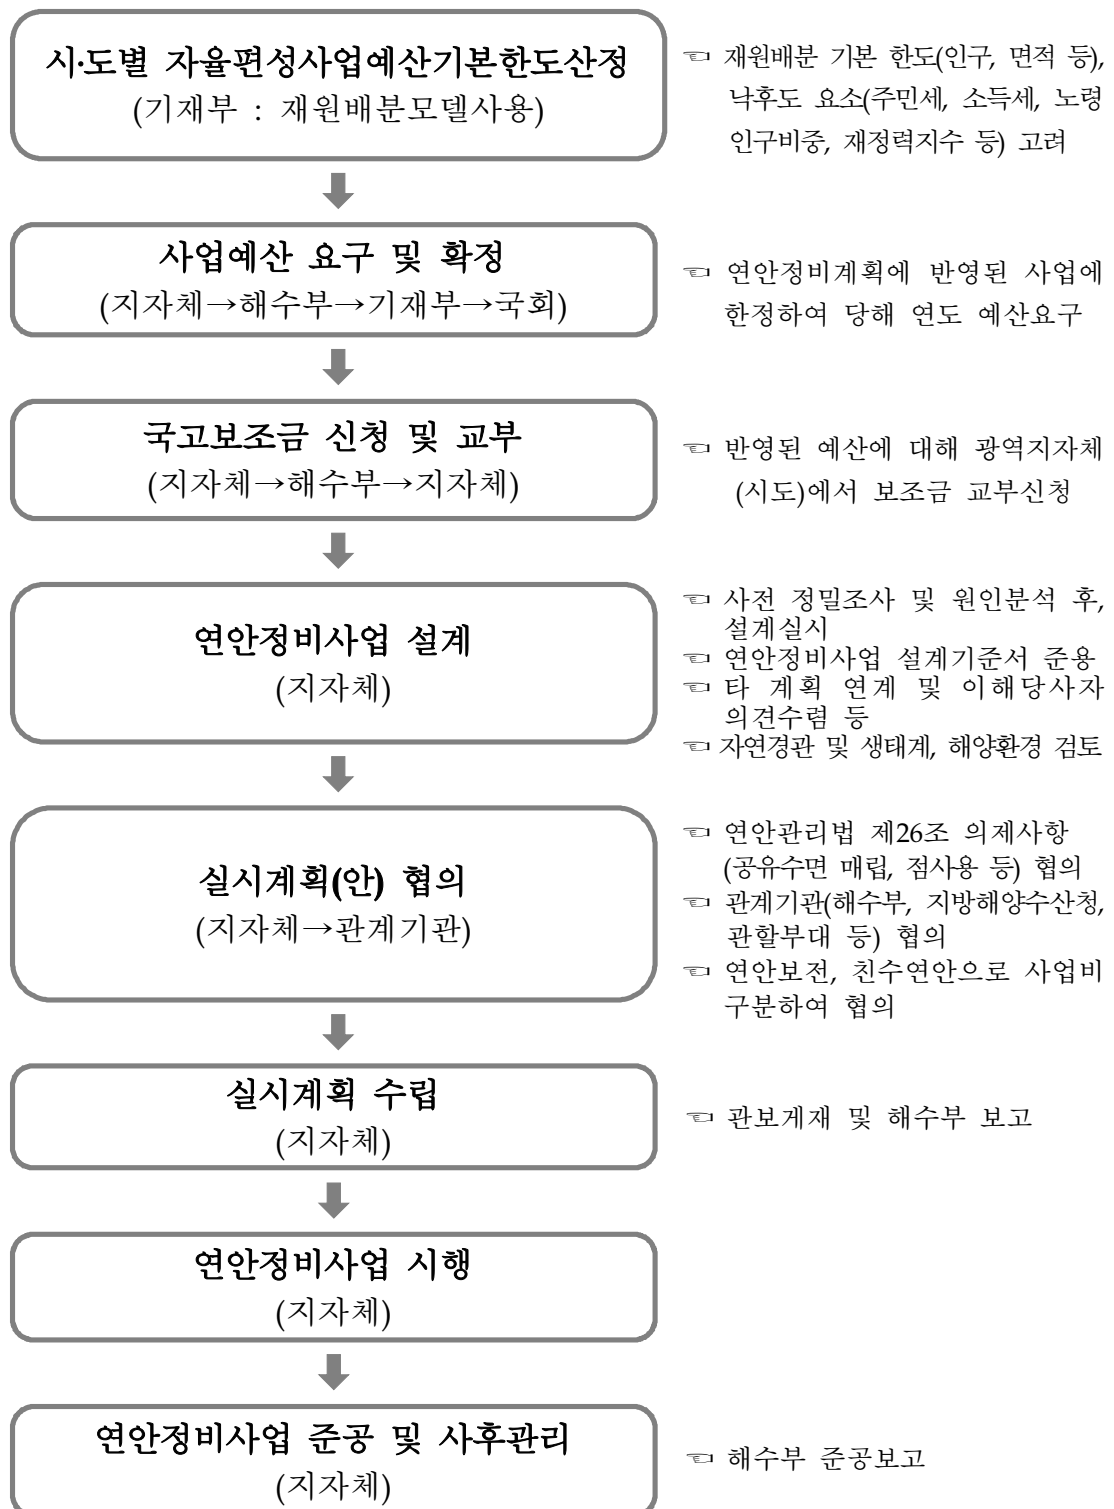 시·도별 자율편성사업예산기본한도산정
(기재부 : 재원배분모델사용)
☜ 재원배분 기본 한도(인구, 면적 등),
낙후도 요소(주민세, 소득세, 노령
인구비중, 재정력지수 등) 고려
사업예산 요구 및 확정
(지자체→해수부→기재부→국회)
☜ 연안정비계획에 반영된 사업에
한정하여 당해 연도 예산요구
국고보조금 신청 및 교부
(지자체→해수부→지자체)
☜ 반영된 예산에 대해 광역지자체
(시도)에서 보조금 교부신청
연안정비사업 설계
(지자체)
☜ 사전 정밀조사 및 원인분석 후,
설계실시
☜ 연안정비사업 설계기준서 준용
☜ 타 계획 연계 및 이해당사자
의견수렴 등
☜ 자연경관 및 생태계, 해양환경 검토
실시계획(안) 협의
(지자체→관계기관)
☜ 연안관리법 제26조 의제사항
(공유수면 매립, 점사용 등) 협의
☜ 관계기관(해수부, 지방해양수산청,
관할부대 등) 협의
☜ 연안보전, 친수연안으로 사업비
구분하여 협의
실시계획 수립
(지자체)
☜ 관보게재 및 해수부 보고
연안정비사업 시행
(지자체)
연안정비사업 준공 및 사후관리
(지자체)
☜ 해수부 준공보고